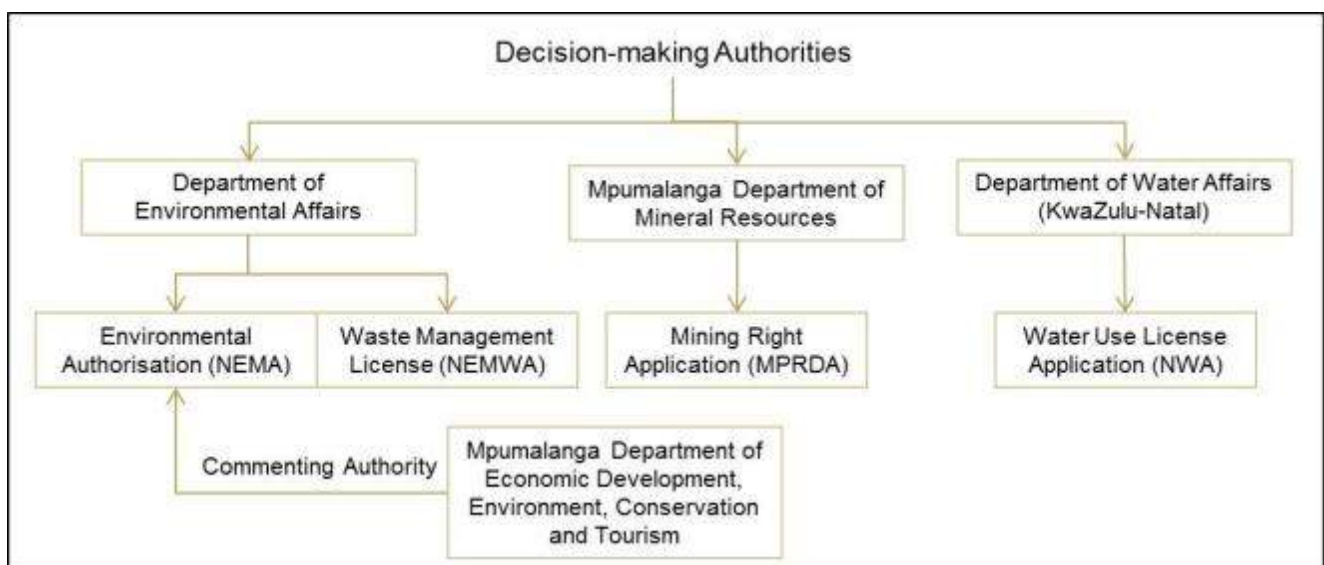 Decision-making Authorities
Department of
Environmental Affairs
Mpumalanga Department of
Mineral Resources
Department of Water Affairs
(KwaZulu-Natal)
Environmental
Authorisation (NEMA)
Waste Management
License (NEMWA)
Mining Right
Application (MPRDA)
Water Use License
Application (NWA)
Commenting Authority
Mpumalanga Department of
Economic Development,
Environment, Conservation
and Tourism